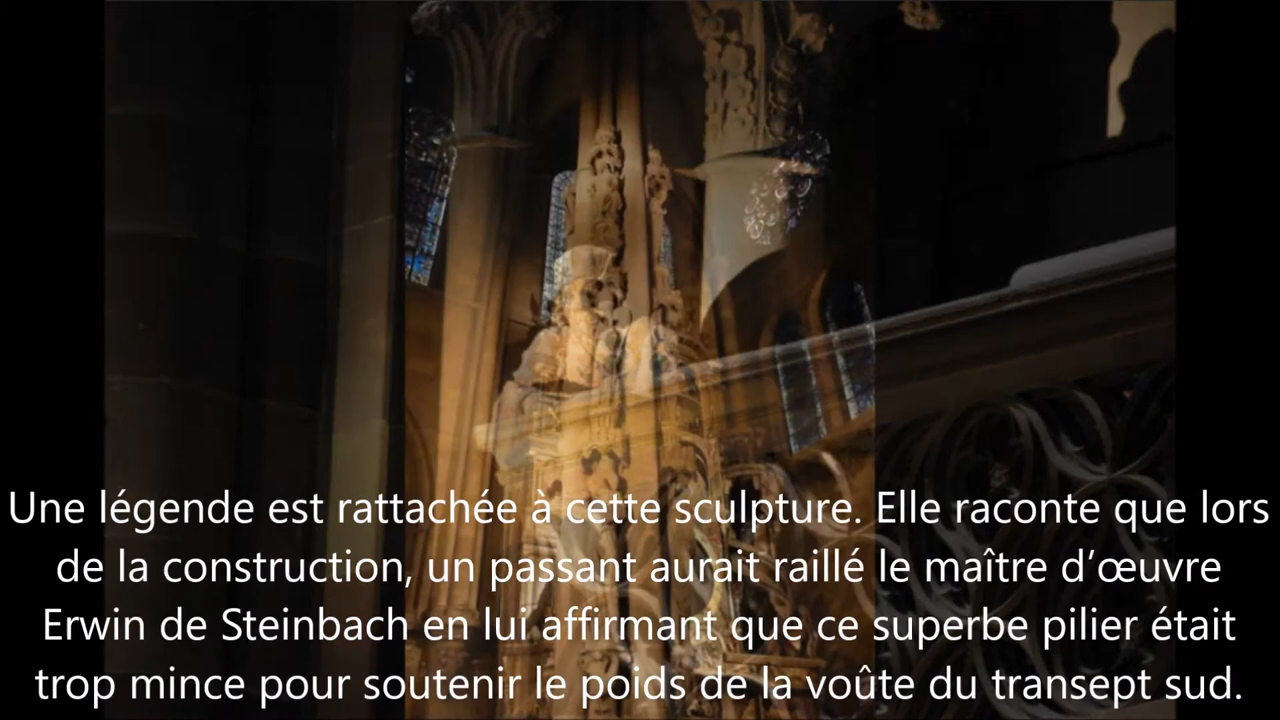 Une légende est rattachée à cette sculpture. Elle raconte que lors
de la construction, un passant aurait raillé le maître d’œuvre
Erwin de Steinbach en lui affirmant que ce superbe pilier était
trop mince pour soutenir le poids de la voûte du transept sud.